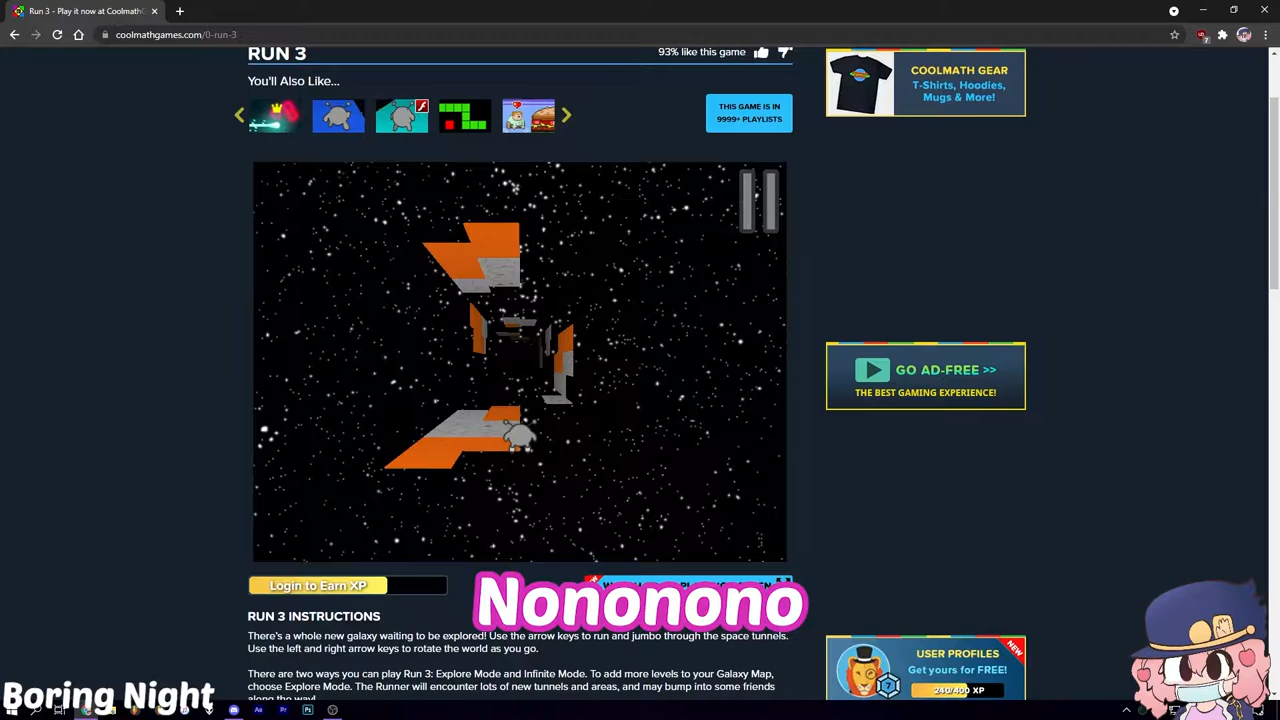 Run 3 - Play it now at Coolmath
coolmathgames.com/0-run-3
RUN 3
93% like this game
You'll Also Like...
THIS GAME IS IN
9999+ PLAYLISTS
COOLMATH GEAR
T-Shirts, Hoodies,
Mugs & More!
GO AD-FREE >>
THE BEST GAMING EXPERIENCE!
Login to Earn XP
Nononono
RUN 3 INSTRUCTIONS
There's a whole new galaxy waiting to be explored! Use the arrow keys to run and jumbo through the space tunnels.
Use the left and right arrow keys to rotate the world as you go.
There are two ways you can play Run 3: Explore Mode and Infinite Mode. To add more levels to your Galaxy Map,
choose Explore Mode. The Runner will encounter lots of new tunnels and areas, and may bump into some friends
along the way!
NEW
USER PROFILES
Get yours for FREE!
240/400 XP
7
Boring Night
Ae
Pr
Ps